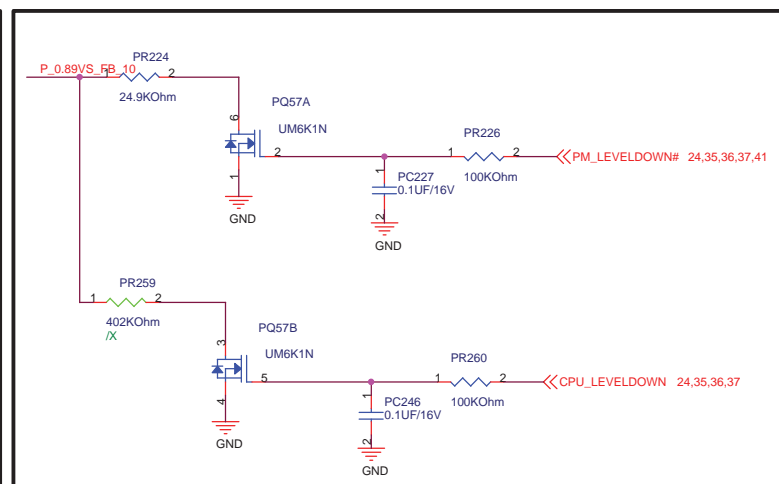 PR224
P_0.89VS_FB_10
1 2
24.9KOhm
PQ57A
UM6K1N
6
2
1
GND
PR226
1 2
100KOhm
PM_LEVELDOWN# 24,35,36,37,41
1
PC227
0.1UF/16V
2
GND
PR259
1 2
402KOhm
/X
PQ57B
UM6K1N
3
5
4
GND
PR260
1 2
100KOhm
CPU_LEVELDOWN 24,35,36,37
1
PC246
0.1UF/16V
2
GND